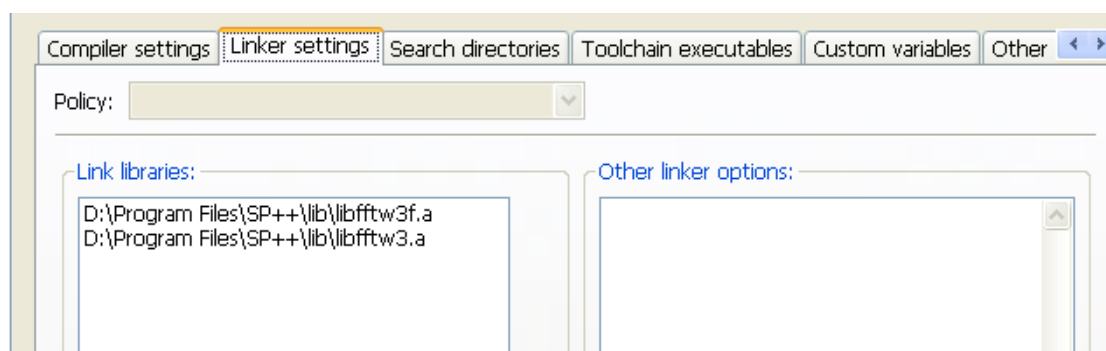 Compiler settings Linker settings Search directories Toolchain executables Custom variables Other
Policy:
Link libraries:
D:\Program Files\SP++\lib\libfftw3f.a
D:\Program Files\SP++\lib\libfftw3.a
Other linker options: